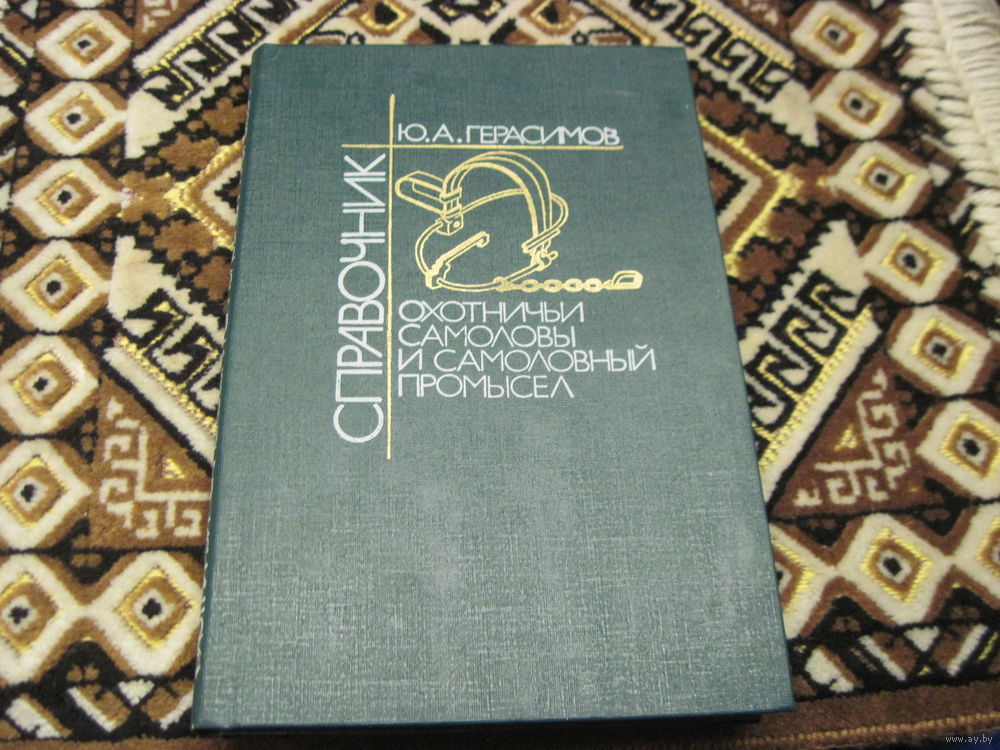 Ю.А.ГЕРАСИМОВ
СПРАВОЧНИК
ОХОТНИЧЬИ
САМОЛОВЫ
И САМОЛОВНЫЙ
ПРОМЫСЕЛ
www.ay.by